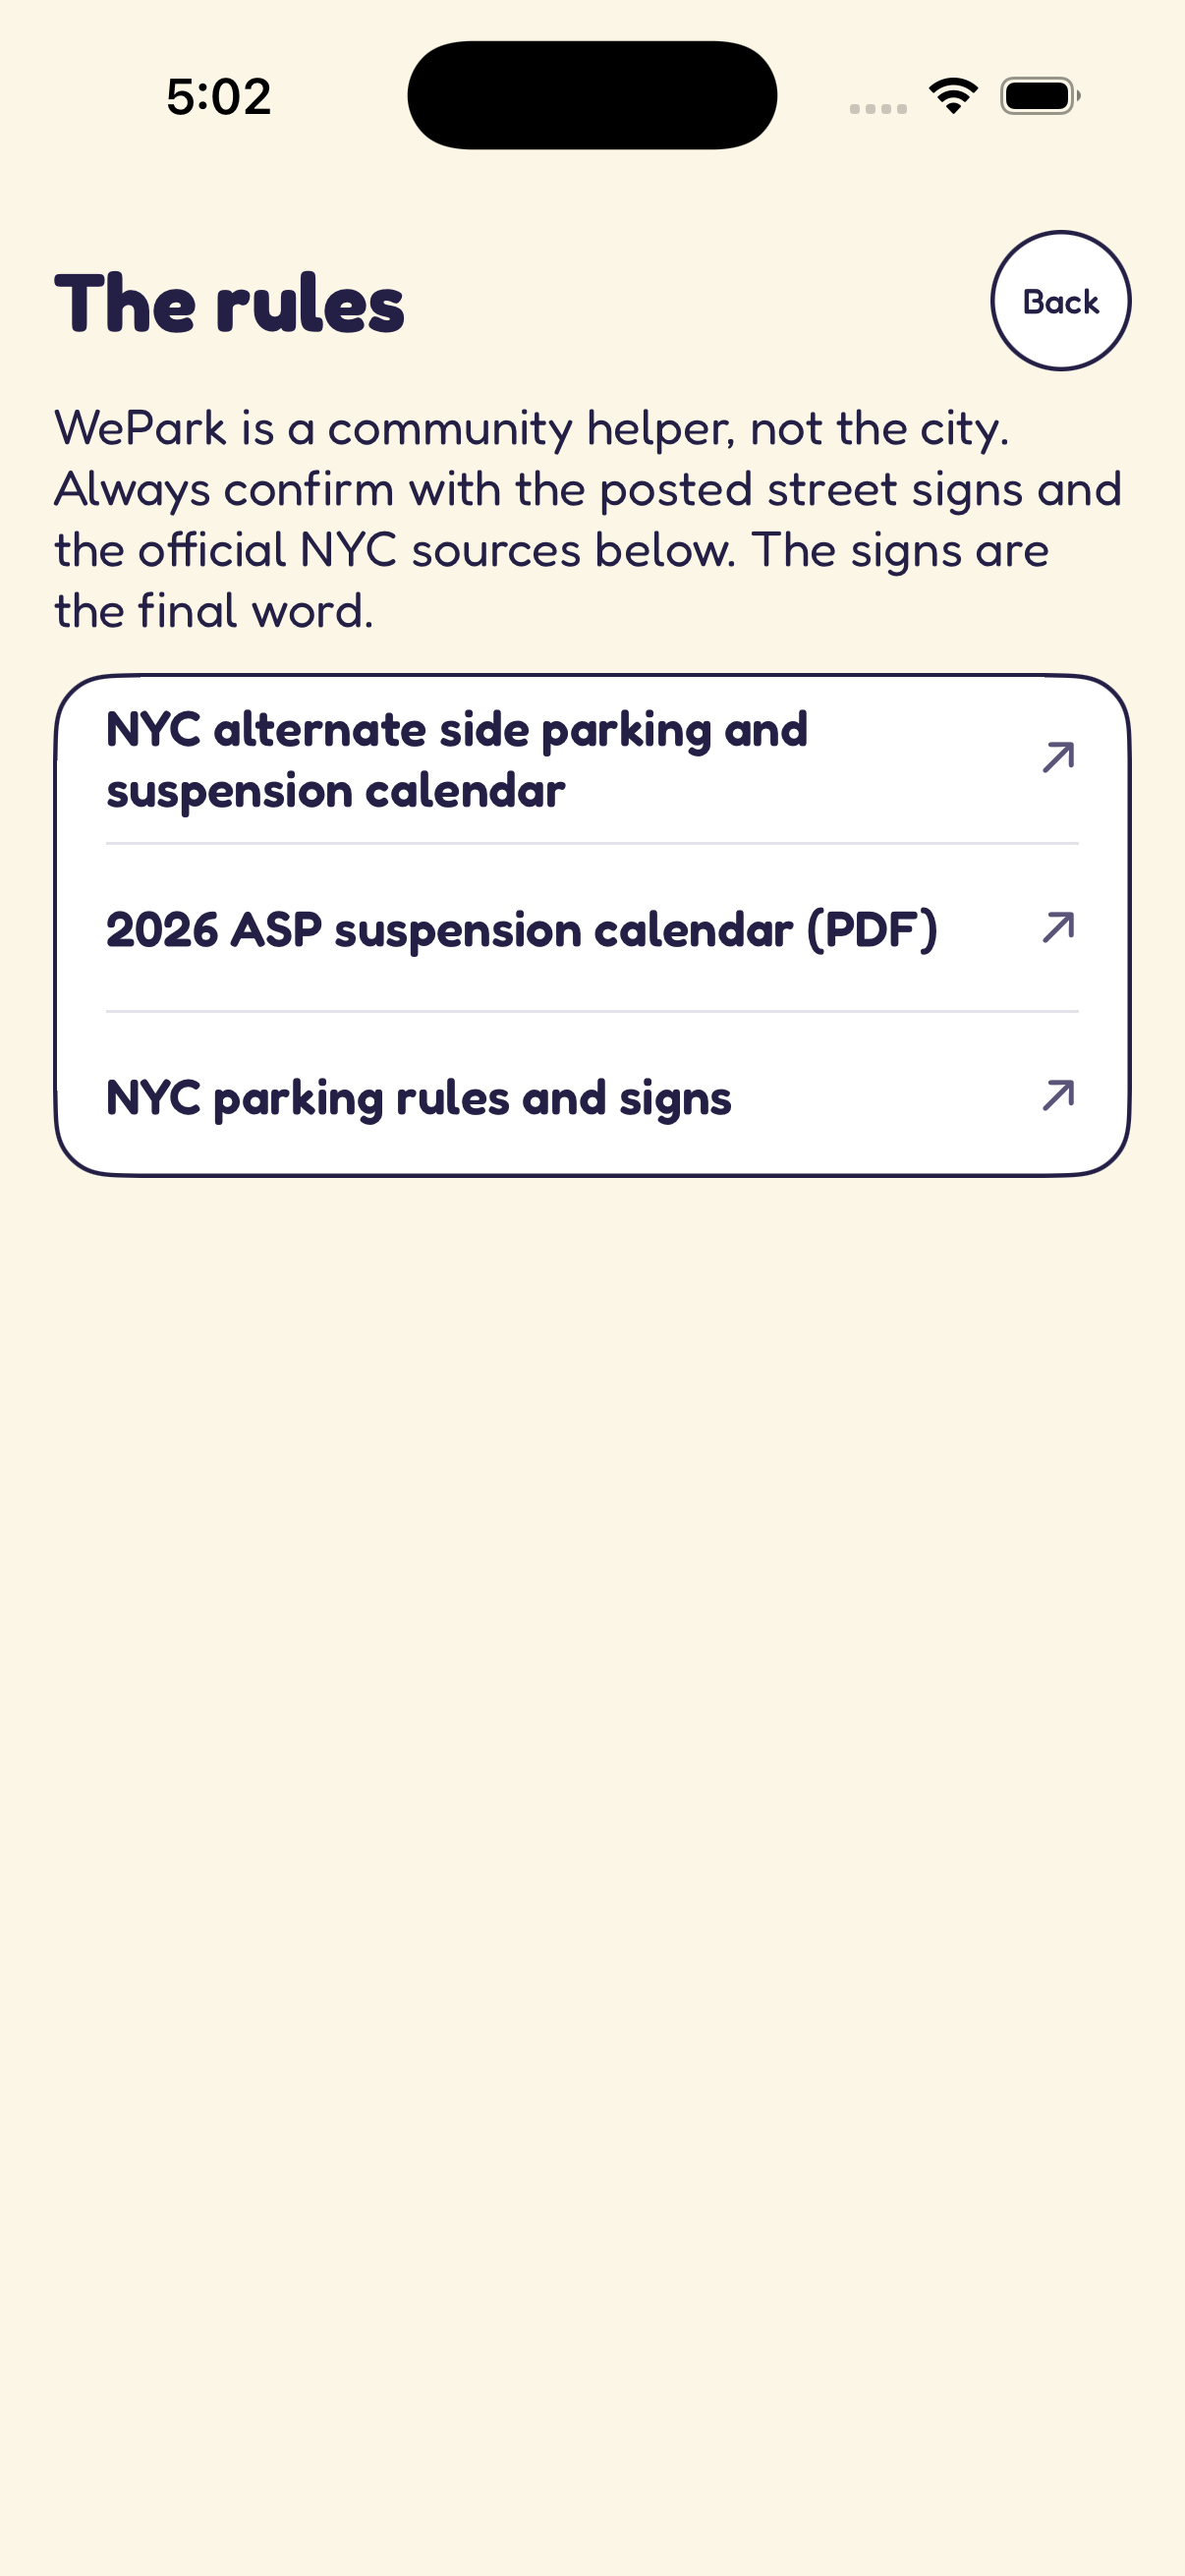 5:02
The rules
Back
WePark is a community helper, not the city.
Always confirm with the posted street signs and
the official NYC sources below. The signs are
the final word.
NYC alternate side parking and
suspension calendar
2026 ASP suspension calendar (PDF)
NYC parking rules and signs